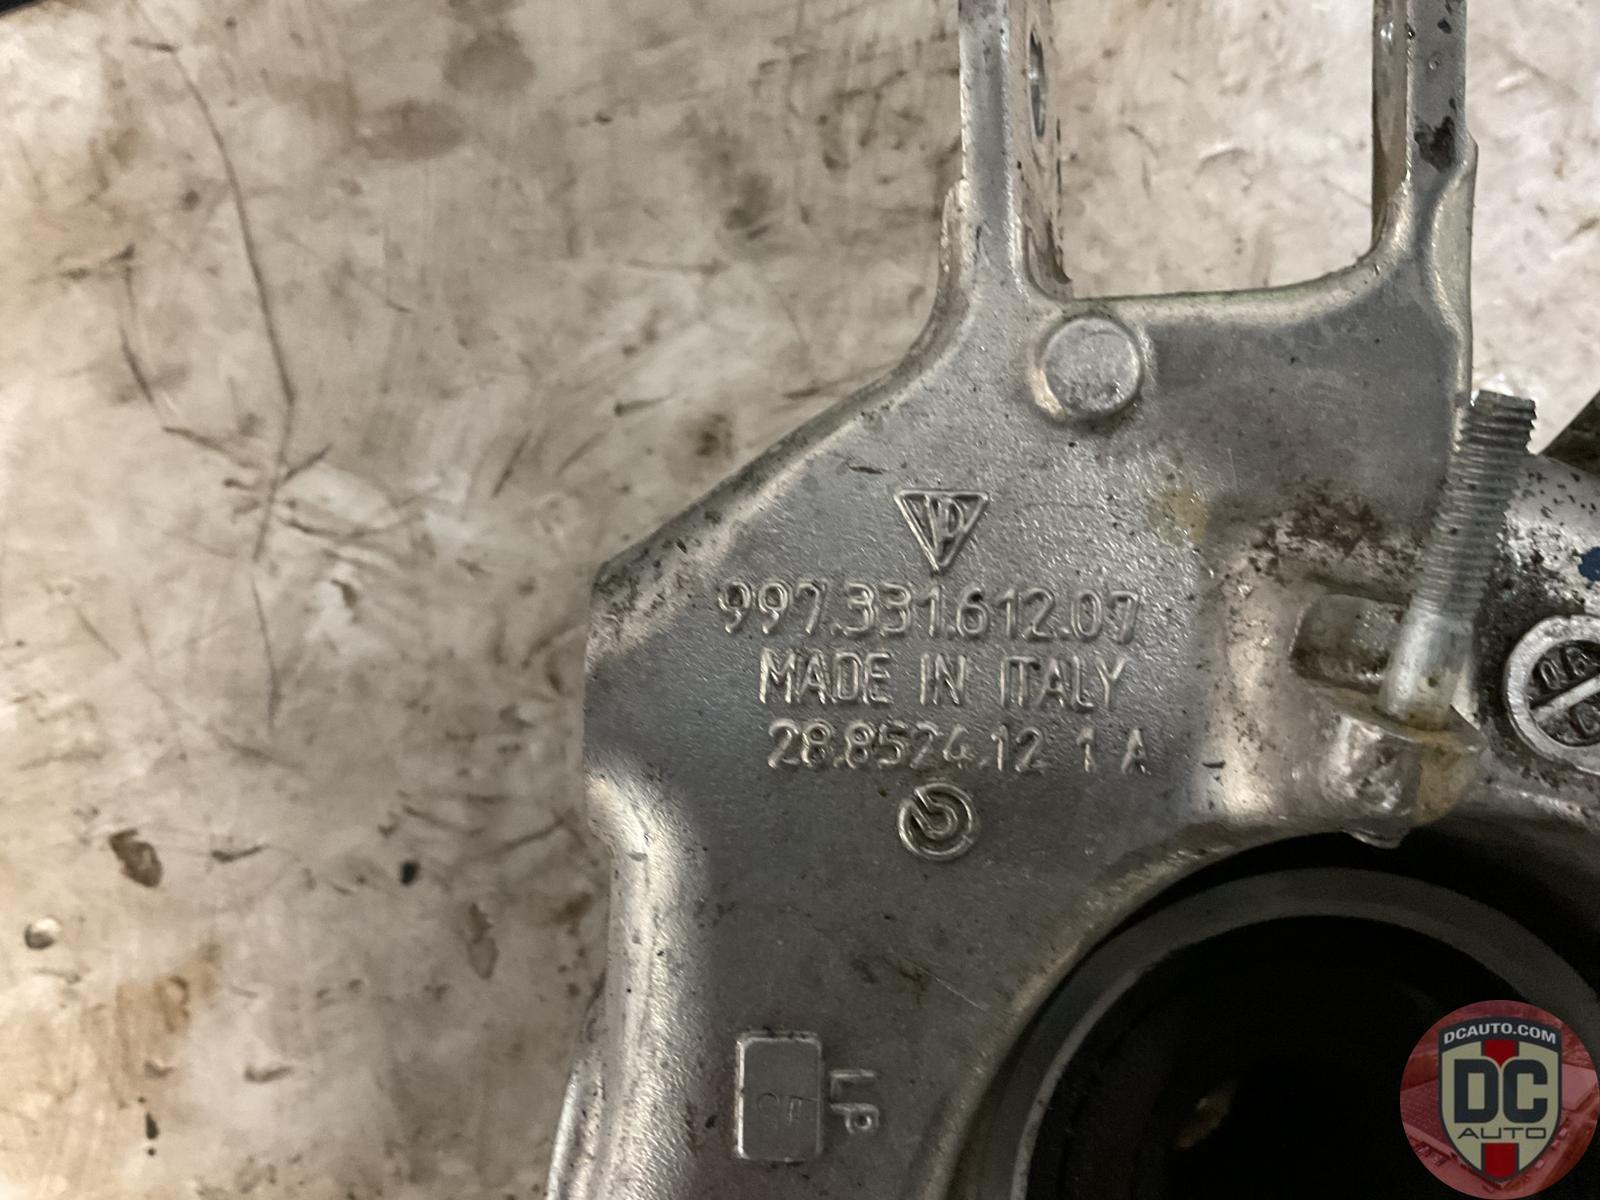 997.331.612.07
MADE IN ITALY
28.8524.12 1 A
LP
DCAUTO.COM
DC
AUTO